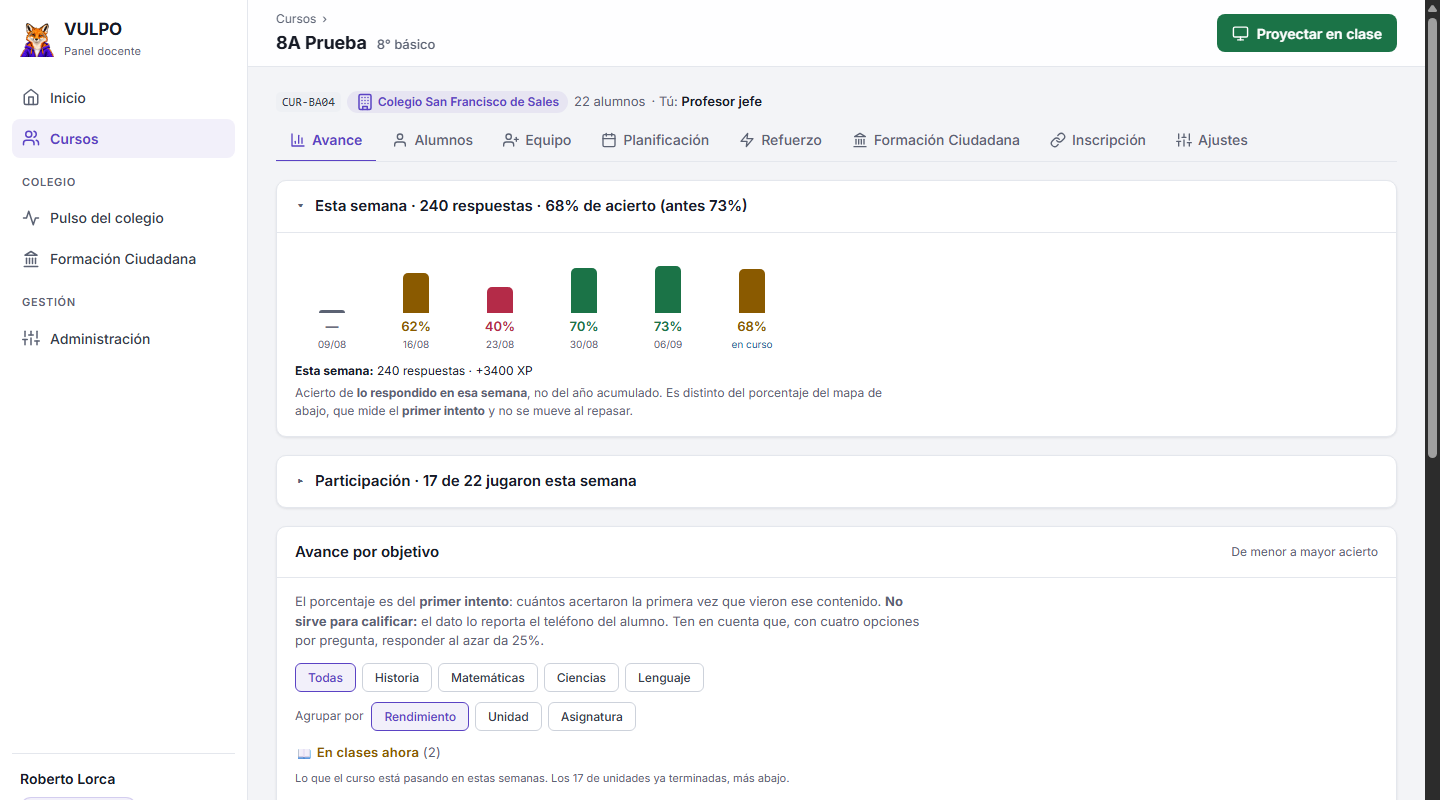 VULPO
Panel docente
Inicio
Cursos
COLEGIO
Pulso del colegio
Formación Ciudadana
GESTIÓN
Administración
Roberto Lorca
Cursos ›
8A Prueba 8° básico
Proyectar en clase
CUR-BA04 Colegio San Francisco de Sales 22 alumnos · Tú: Profesor jefe
Avance Alumnos Equipo Planificación Refuerzo Formación Ciudadana Inscripción Ajustes
Esta semana · 240 respuestas · 68% de acierto (antes 73%)
— 62% 40% 70% 73% 68%
09/08 16/08 23/08 30/08 06/09 en curso
Esta semana: 240 respuestas · +3400 XP
Acierto de lo respondido en esa semana, no del año acumulado. Es distinto del porcentaje del mapa de
abajo, que mide el primer intento y no se mueve al repasar.
Participación · 17 de 22 jugaron esta semana
Avance por objetivo De menor a mayor acierto
El porcentaje es del primer intento: cuántos acertaron la primera vez que vieron ese contenido. No
sirve para calificar: el dato lo reporta el teléfono del alumno. Ten en cuenta que, con cuatro opciones
por pregunta, responder al azar da 25%.
Todas Historia Matemáticas Ciencias Lenguaje
Agrupar por Rendimiento Unidad Asignatura
En clases ahora (2)
Lo que el curso está pasando en estas semanas. Los 17 de unidades ya terminadas, más abajo.